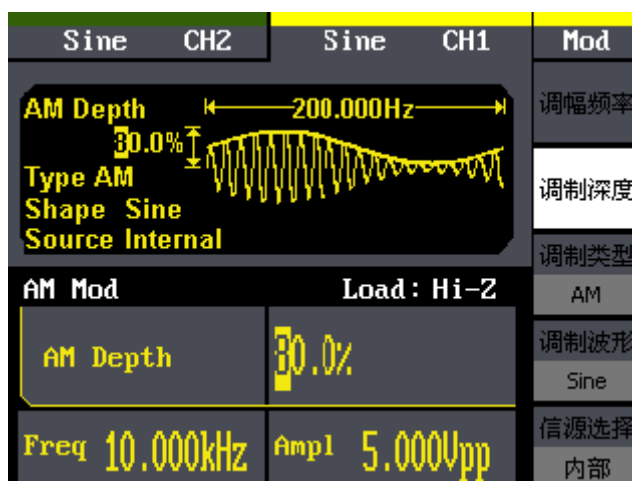 Sine CH2 Sine CH1 Mod
AM Depth 200.000Hz
80.0%
Type AM
Shape Sine
Source Internal
AM Mod Load: Hi-Z
AM Depth 80.0%
Freq 10.000kHz Ampl 5.000Vpp
调幅频率
调制深度
调制类型
AM
调制波形
Sine
信源选择
内部